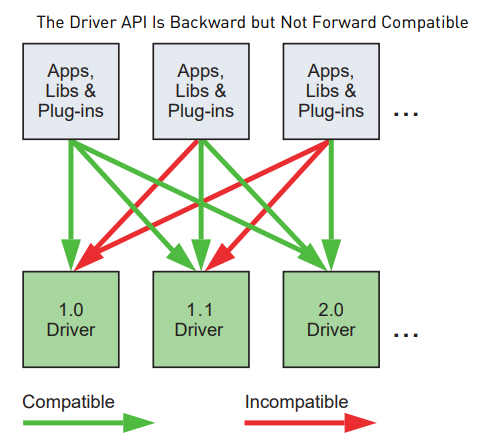 The Driver API Is Backward but Not Forward Compatible
Apps,
Libs &
Plug-ins
Apps,
Libs &
Plug-ins
Apps,
Libs &
Plug-ins
...
1.0
Driver
1.1
Driver
2.0
Driver
...
Compatible
Incompatible